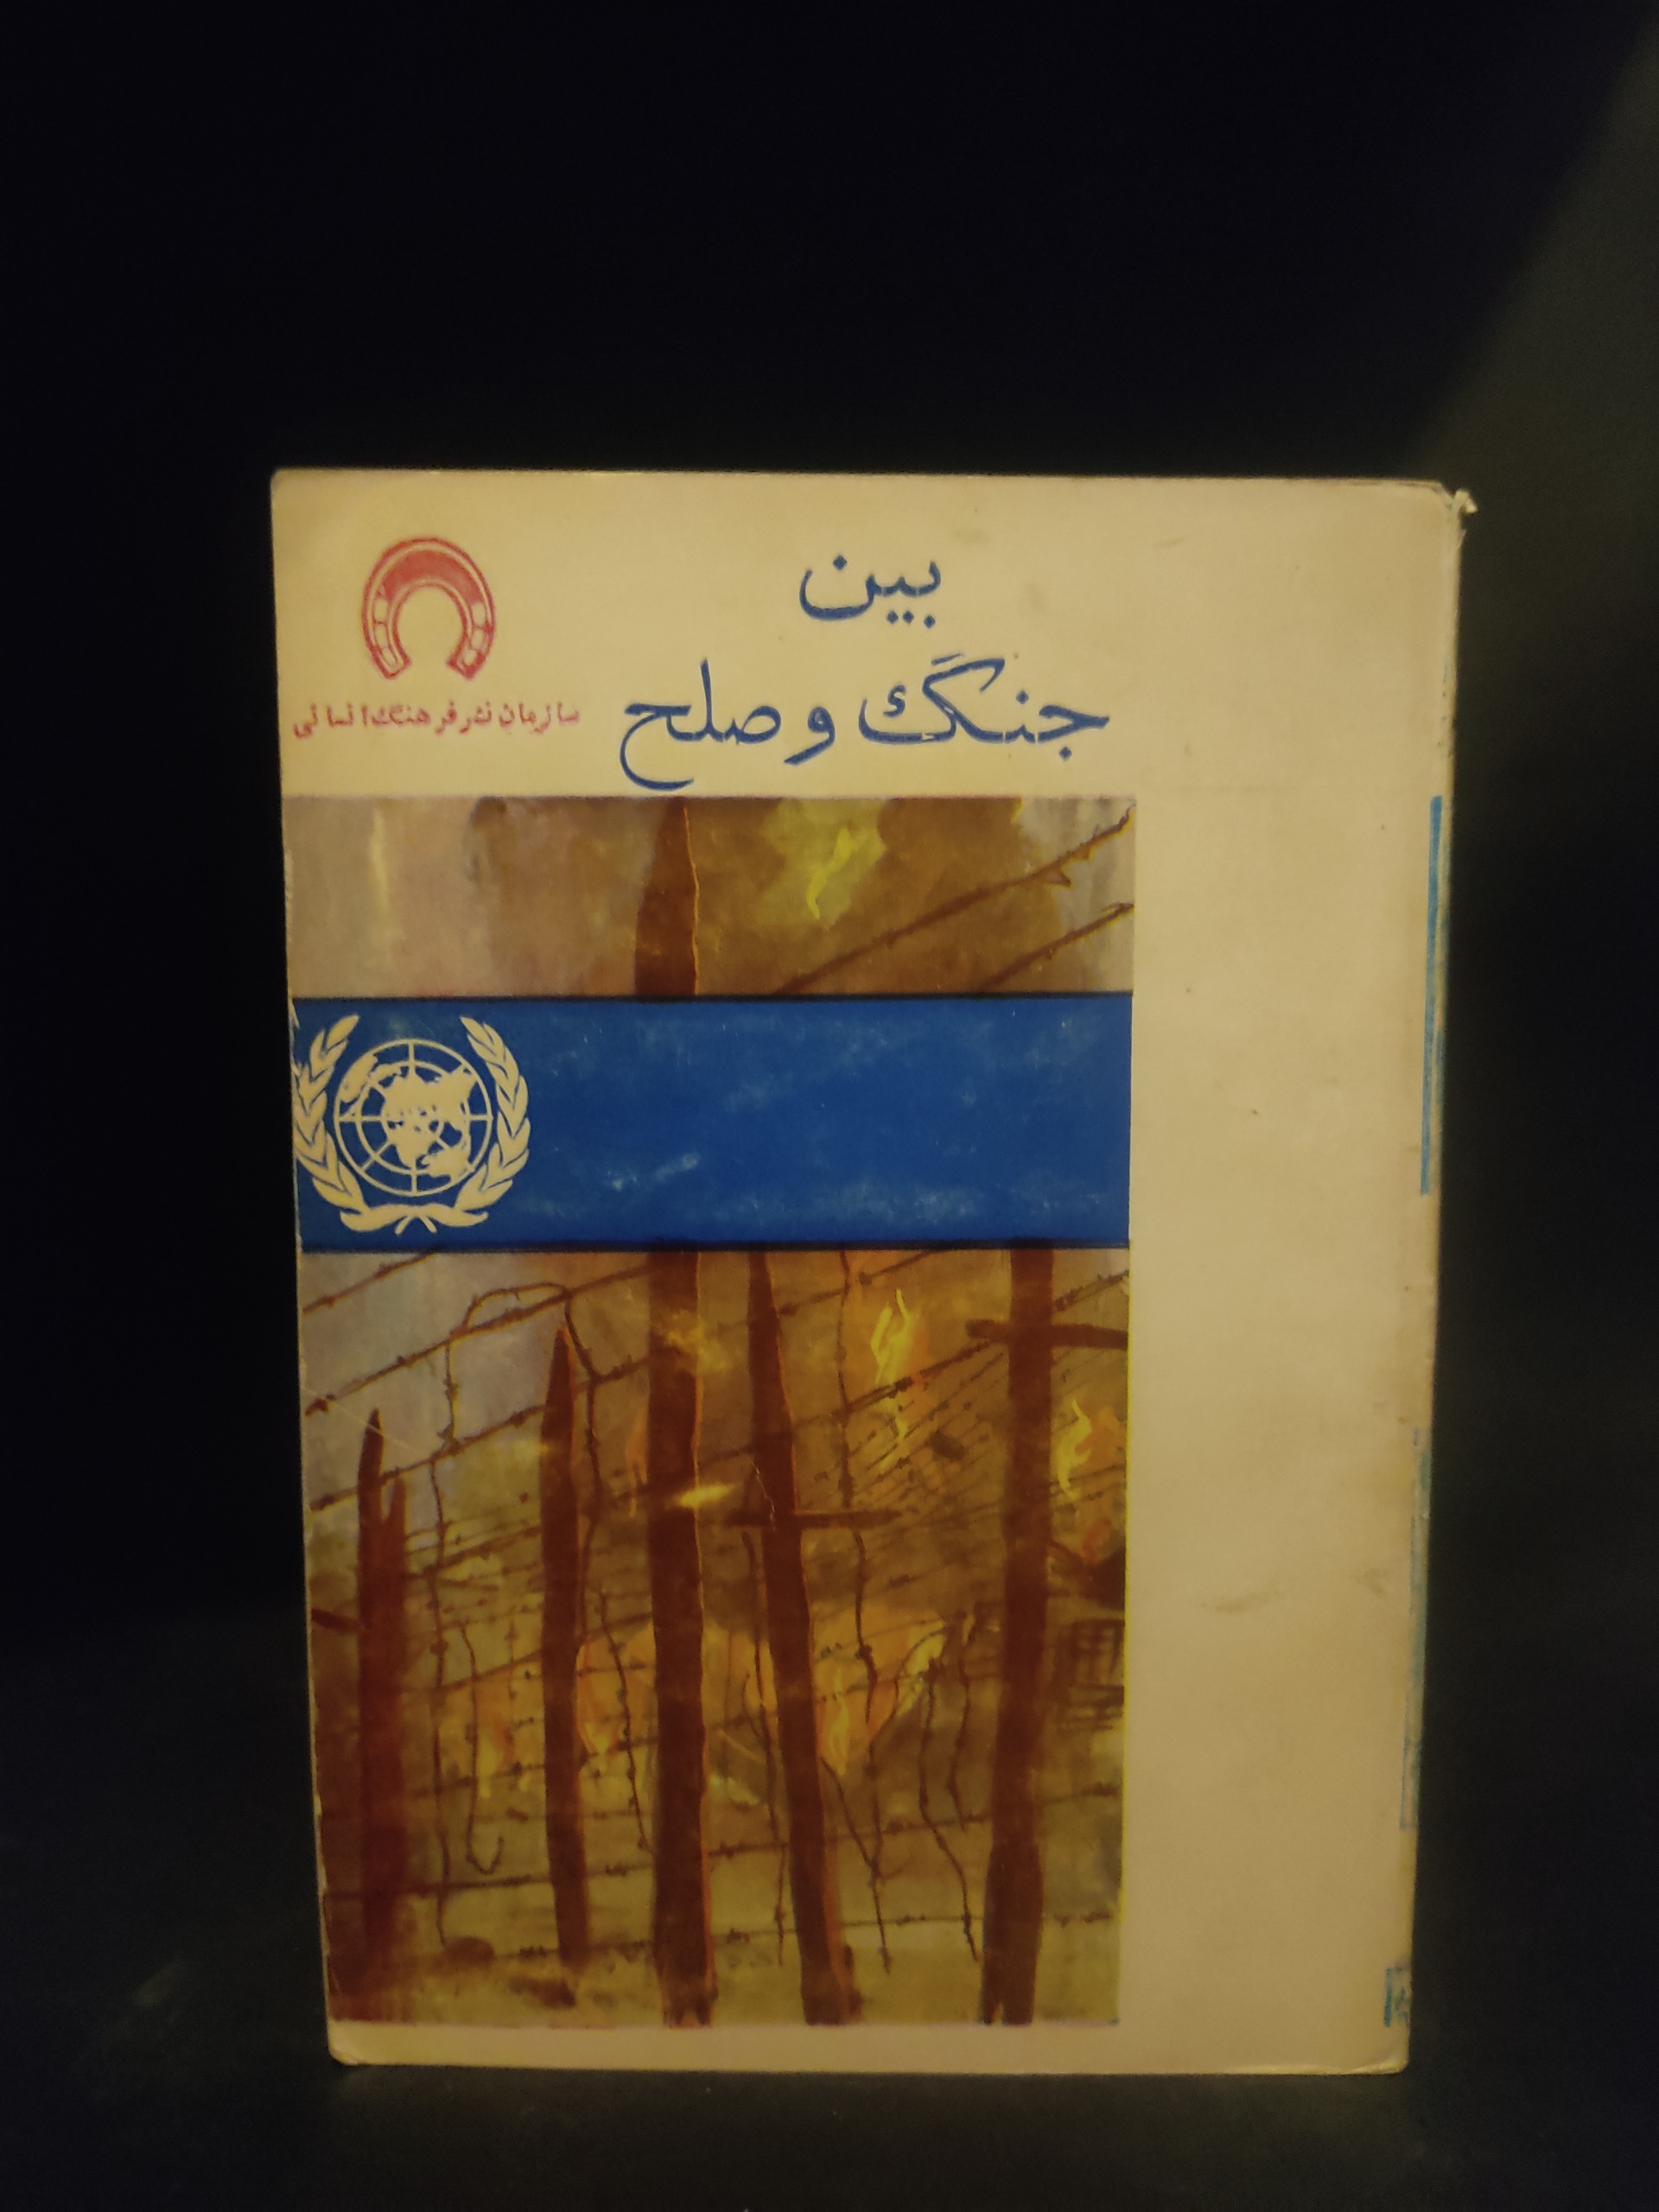 بین
جنگ و صلح
سازمان نشر فرهنگ انسانی